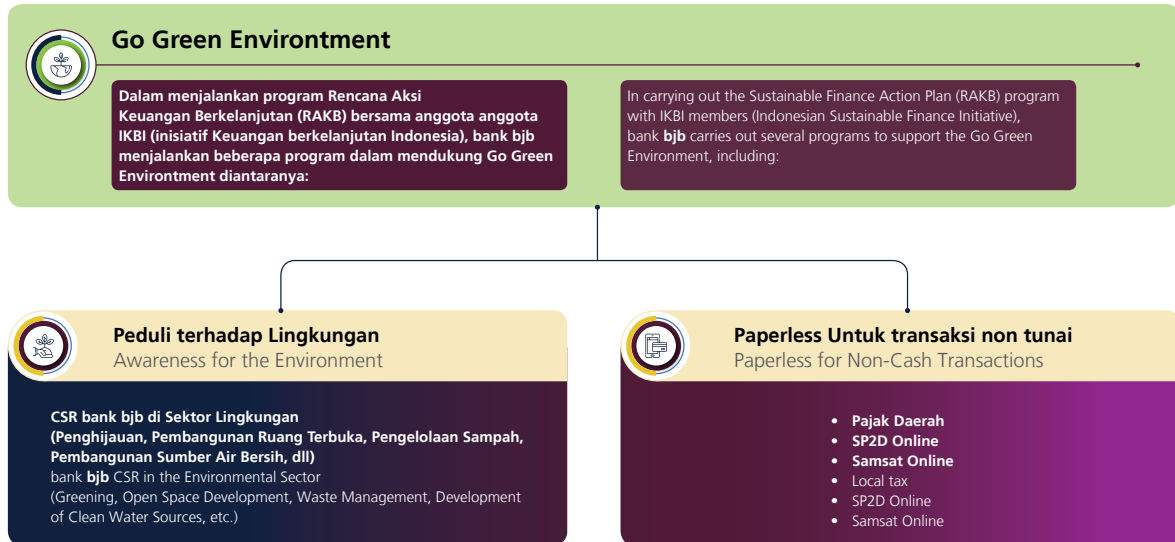 Go Green Environtment
Dalam menjalankan program Rencana Aksi
Keuangan Berkelanjutan (RAKB) bersama anggota anggota
IKBI (inisiatif Keuangan berkelanjutan Indonesia), bank bjb
menjalankan beberapa program dalam mendukung Go Green
Environtment diantaranya:
In carrying out the Sustainable Finance Action Plan (RAKB) program
with IKBI members (Indonesian Sustainable Finance Initiative),
bank bjb carries out several programs to support the Go Green
Environment, including:
Peduli terhadap Lingkungan
Awareness for the Environment
CSR bank bjb di Sektor Lingkungan
(Penghijauan, Pembangunan Ruang Terbuka, Pengelolaan Sampah,
Pembangunan Sumber Air Bersih, dll)
bank bjb CSR in the Environmental Sector
(Greening, Open Space Development, Waste Management, Development
of Clean Water Sources, etc.)
Paperless Untuk transaksi non tunai
Paperless for Non-Cash Transactions
• Pajak Daerah
• SP2D Online
• Samsat Online
• Local tax
• SP2D Online
• Samsat Online